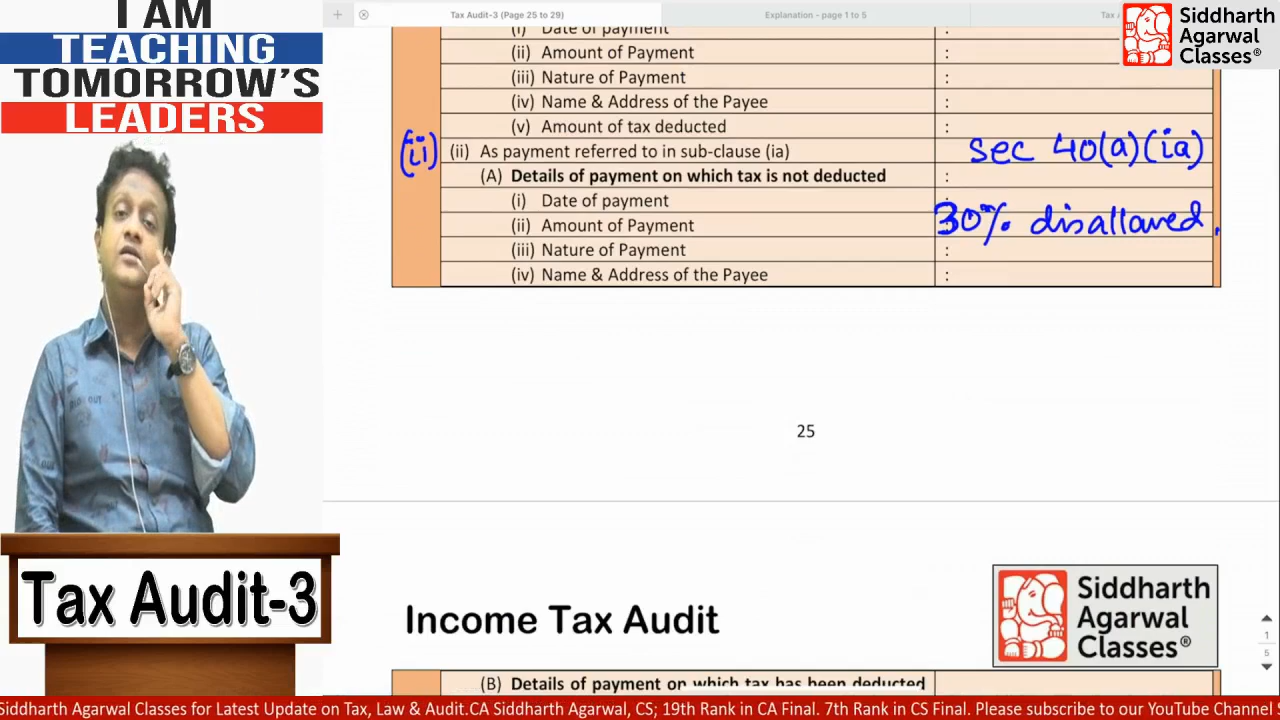 I AM
TEACHING
TOMORROW'S
LEADERS
Tax Audit-3 (Page 25 to 29)
Explanation - page 1 to 5
Siddharth
Agarwal
Classes®
(i) Date of payment
(ii) Amount of Payment :
(iii) Nature of Payment :
(iv) Name & Address of the Payee :
(v) Amount of tax deducted :
(ii) (ii) As payment referred to in sub-clause (ia) sec 40(a)(ia)
(A) Details of payment on which tax is not deducted :
(i) Date of payment :
(ii) Amount of Payment 30% disallowed.
(iii) Nature of Payment :
(iv) Name & Address of the Payee :
25
Tax Audit-3
Income Tax Audit
Siddharth
Agarwal
Classes®
1
5
(B) Details of payment on which tax has been deducted
Siddharth Agarwal Classes for Latest Update on Tax, Law & Audit.CA Siddharth Agarwal, CS; 19th Rank in CA Final. 7th Rank in CS Final. Please subscribe to our YouTube Channel